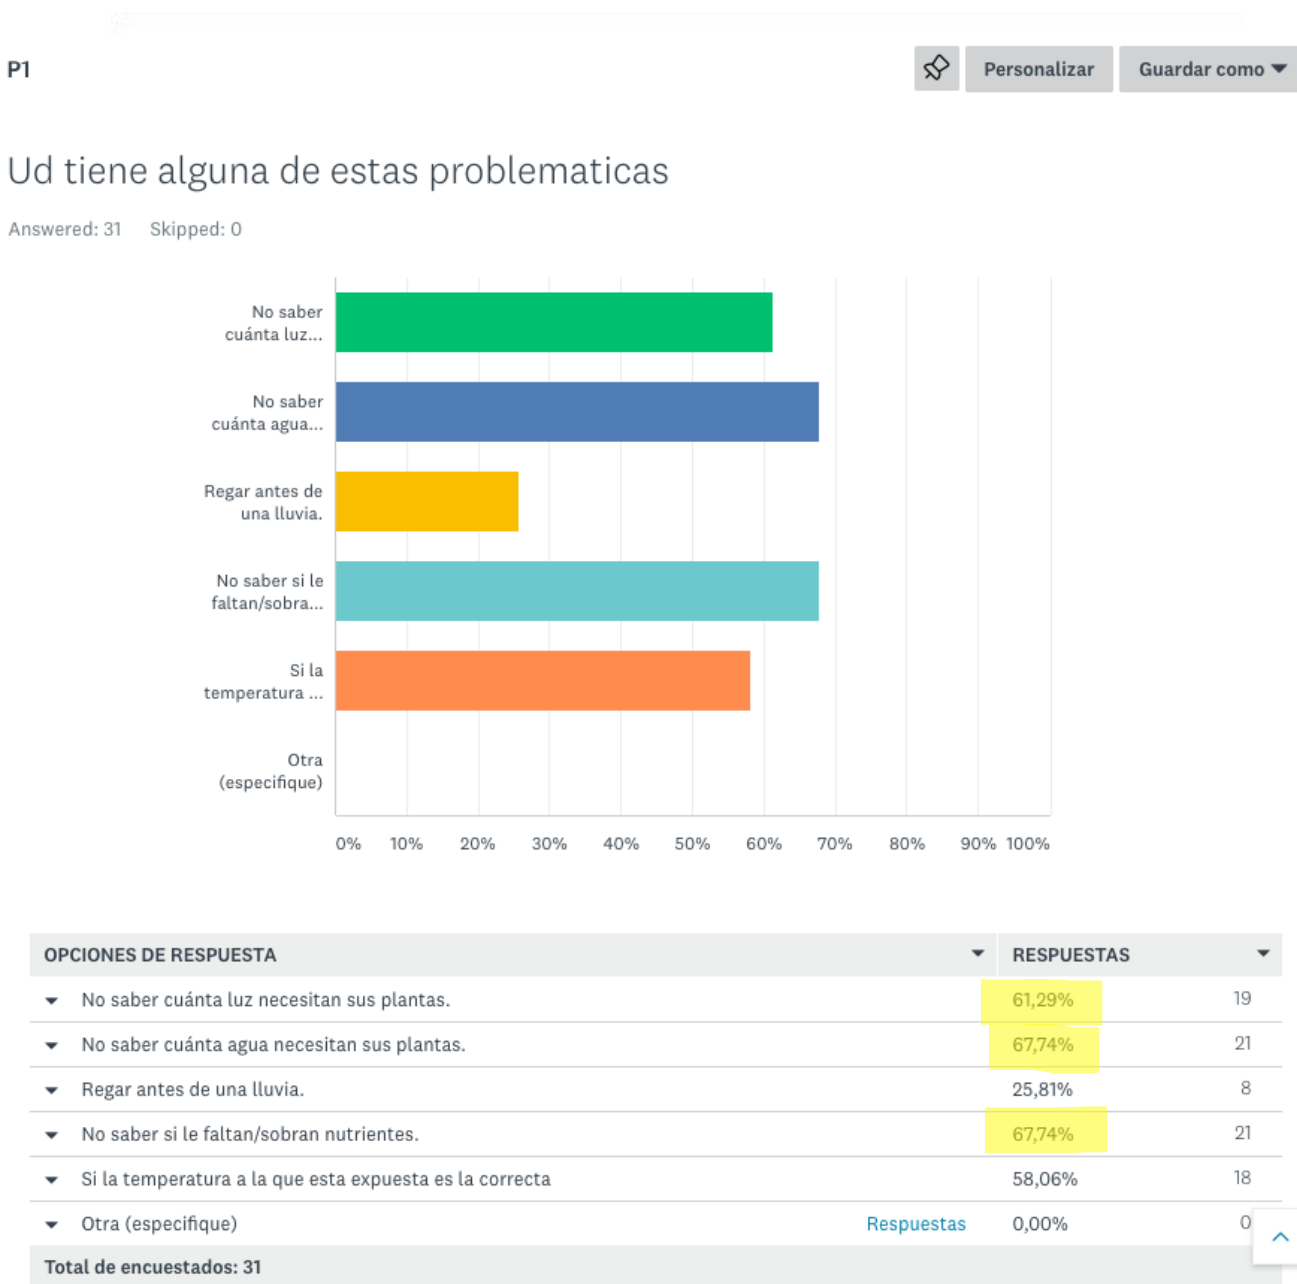 P1
Personalizar
Guardar como
Ud tiene alguna de estas problematicas
Answered: 31 Skipped: 0
No saber
cuánta luz...
No saber
cuánta agua...
Regar antes de
una lluvia.
No saber si le
faltan/sobra...
Si la
temperatura ...
Otra
(especifique)
0% 10% 20% 30% 40% 50% 60% 70% 80% 90% 100%
OPCIONES DE RESPUESTA RESPUESTAS
No saber cuánta luz necesitan sus plantas. 61,29% 19
No saber cuánta agua necesitan sus plantas. 67,74% 21
Regar antes de una lluvia. 25,81% 8
No saber si le faltan/sobran nutrientes. 67,74% 21
Si la temperatura a la que esta expuesta es la correcta 58,06% 18
Otra (especifique) Respuestas 0,00% 0
Total de encuestados: 31